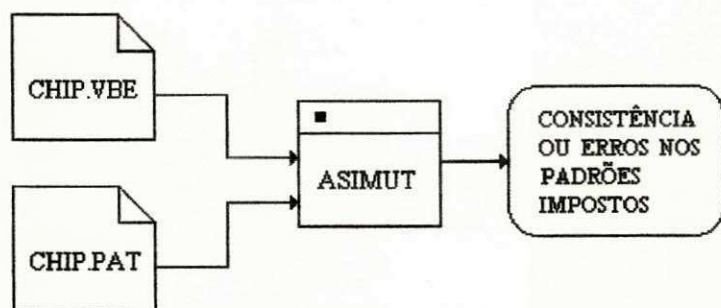 CHIP.VBE
CHIP.PAT
ASIMUT
CONSISTÊNCIA
OU ERROS NOS
PADRÕES
IMPOSTOS